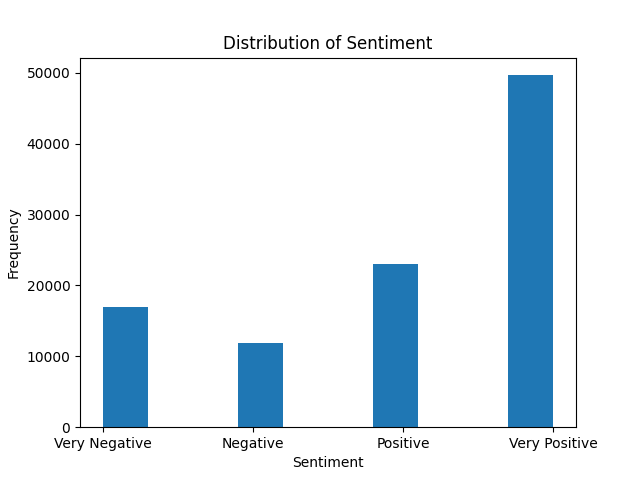 Distribution of Sentiment
50000
40000
30000
20000
10000
0
Frequency
Very Negative Negative Positive Very Positive
Sentiment